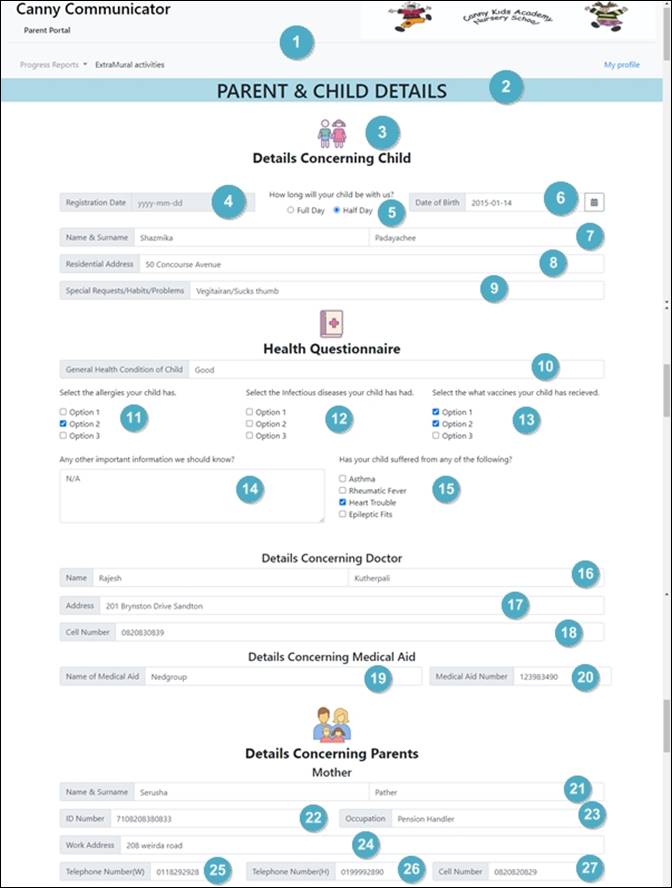 Canny Communicator
Canny Kids Academy
Nursery School
Parent Portal
1
Progress Reports ExtraMural activities My profile
PARENT & CHILD DETAILS 2
3
Details Concerning Child
How long will your child be with us?
Registration Date yyyy-mm-dd 4 Full Day Half Day 5 Date of Birth 2015-01-14 6
Name & Surname Shazmika Padayachee 7
Residential Address 50 Concourse Avenue 8
Special Requests/Habits/Problems Vegitairan/Sucks thumb 9
Health Questionnaire
General Health Condition of Child Good 10
Select the allergies your child has. Select the Infectious diseases your child has had. Select the what vaccines your child has recieved.
Option 1 Option 1 Option 1
Option 2 11 Option 2 12 Option 2 13
Option 3 Option 3 Option 3
Any other important information we should know? Has your child suffered from any of the following?
N/A Asthma
14 Rheumatic Fever 15
Heart Trouble
Epileptic Fits
Details Concerning Doctor
Name Rajesh Kutherpali 16
Address 201 Brynston Drive Sandton 17
Cell Number 0820830839 18
Details Concerning Medical Aid
Name of Medical Aid Nedgroup 19 Medical Aid Number 123983490 20
Details Concerning Parents
Mother
Name & Surname Serusha Pather 21
ID Number 7108208380833 22 Occupation Pension Handler 23
Work Address 208 weirda road 24
Telephone Number(W) 0118292928 25 Telephone Number(H) 0199992890 26 Cell Number 0820820829 27